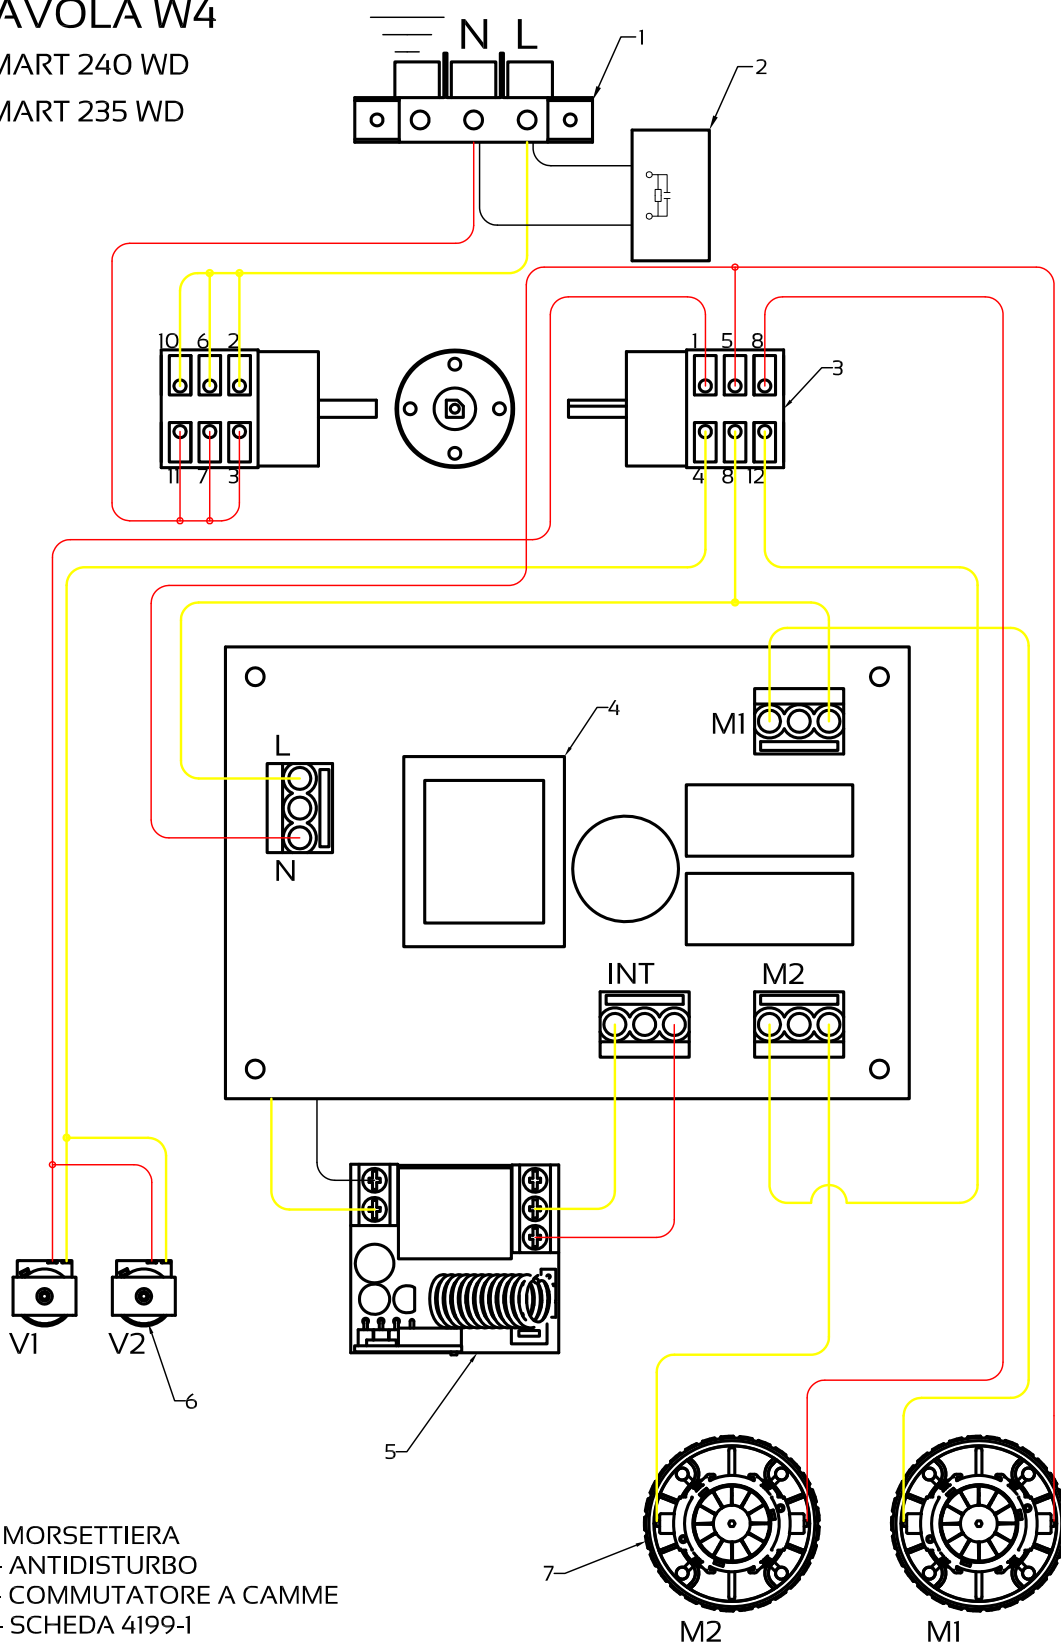 AVOLA W4
MART 240 WD
MART 235 WD
N L
1
2
10 6 2
1 5 8
3
11 7 3
4 8 12
4
M1
L
N
INT
M2
V1
V2
6
5
7
M2
M1
MORSETTIERA
- ANTIDISTURBO
- COMMUTATORE A CAMME
- SCHEDA 4199-1